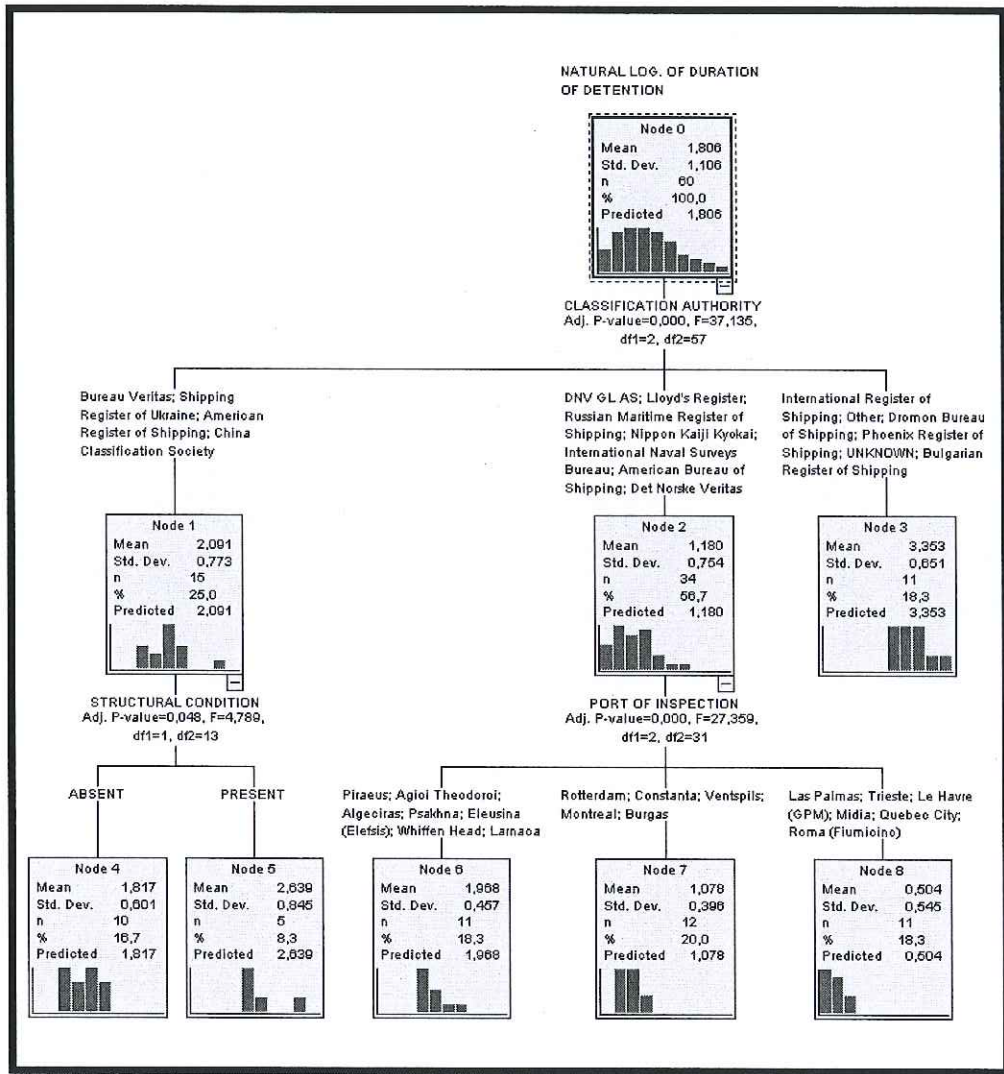 NATURAL LOG. OF DURATION
OF DETENTION
Node 0
Mean 1,806
Std. Dev. 1,106
n 60
% 100,0
Predicted 1,806
CLASSIFICATION AUTHORITY
Adj. P-value=0,000, F=37,135,
df1=2, df2=57
Bureau Veritas; Shipping
Register of Ukraine; American
Register of Shipping; China
Classification Society
DNV GL AS; Lloyd's Register;
Russian Maritime Register of
Shipping; Nippon Kaiji Kyokai;
International Naval Surveys
Bureau; American Bureau of
Shipping; Det Norske Veritas
International Register of
Shipping; Other; Dromon Bureau
of Shipping; Phoenix Register of
Shipping; UNKNOWN; Bulgarian
Register of Shipping
Node 1
Mean 2,091
Std. Dev. 0,773
n 15
% 25,0
Predicted 2,091
Node 2
Mean 1,180
Std. Dev. 0,754
n 34
% 56,7
Predicted 1,180
Node 3
Mean 3,353
Std. Dev. 0,651
n 11
% 18,3
Predicted 3,353
STRUCTURAL CONDITION
Adj. P-value=0,048, F=4,789,
df1=1, df2=13
PORT OF INSPECTION
Adj. P-value=0,000, F=27,359,
df1=2, df2=31
ABSENT
PRESENT
Piraeus; Agioi Theodoroi;
Algeciras; Psakhna; Eleusina
(Elefsis); Whiffen Head; Larnaca
Rotterdam; Constanta; Ventspils;
Montreal; Burgas
Las Palmas; Trieste; Le Havre
(GPM); Midia; Quebec City;
Roma (Fiumicino)
Node 4
Mean 1,817
Std. Dev. 0,601
n 10
% 16,7
Predicted 1,817
Node 5
Mean 2,639
Std. Dev. 0,845
n 5
% 8,3
Predicted 2,639
Node 6
Mean 1,968
Std. Dev. 0,457
n 11
% 18,3
Predicted 1,968
Node 7
Mean 1,078
Std. Dev. 0,396
n 12
% 20,0
Predicted 1,078
Node 8
Mean 0,504
Std. Dev. 0,545
n 11
% 18,3
Predicted 0,504